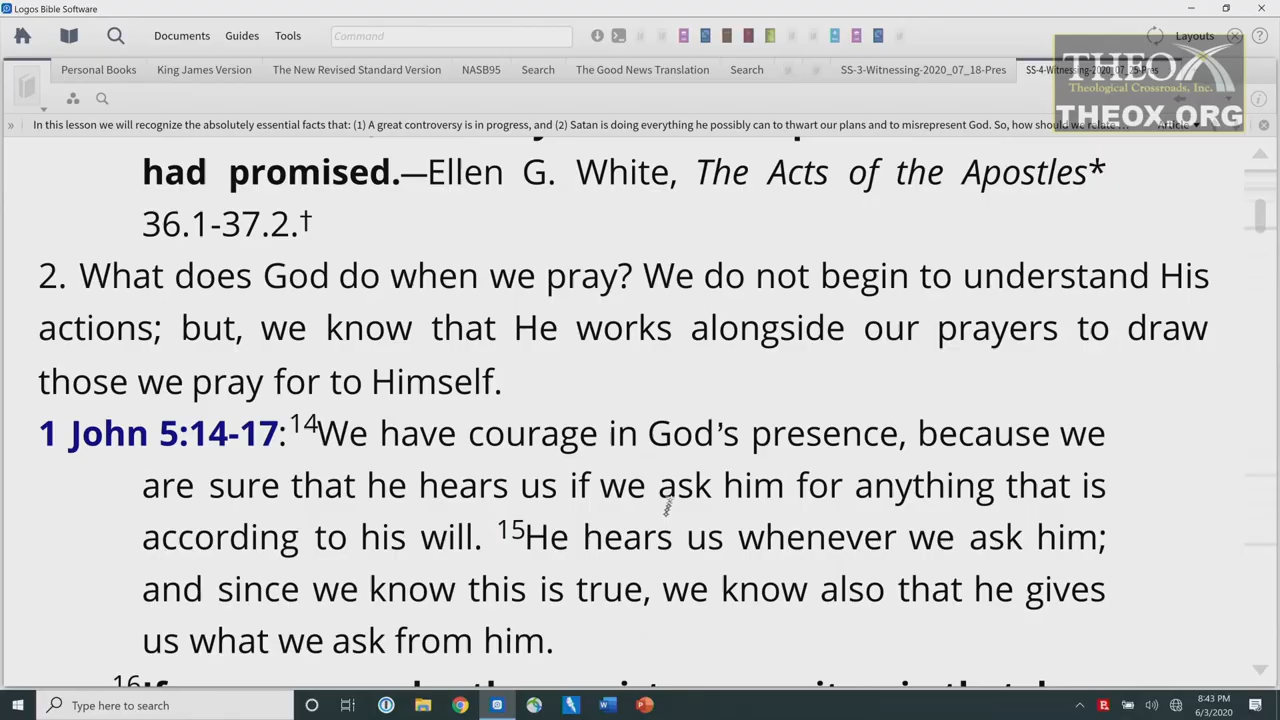 Logos Bible Software
Documents Guides Tools Command Layouts
Personal Books King James Version The New Revised Standard NASB95 Search The Good News Translation Search SS-3-Witnessing-2020_07_18-Pres SS-4-Witnessing-2020_07_25-Pres
THEOX
Theological Crossroads, Inc.
THEOX.ORG
In this lesson we will recognize the absolutely essential facts that: (1) A great controversy is in progress, and (2) Satan is doing everything he possibly can to thwart our plans and to misrepresent God. So, how should we relate ... Article
had promised.—Ellen G. White, The Acts of the Apostles*
36.1-37.2.†
2. What does God do when we pray? We do not begin to understand His
actions; but, we know that He works alongside our prayers to draw
those we pray for to Himself.
1 John 5:14-17:14We have courage in God’s presence, because we
are sure that he hears us if we ask him for anything that is
according to his will. 15He hears us whenever we ask him;
and since we know this is true, we know also that he gives
us what we ask from him.
16
Type here to search
8:43 PM
6/3/2020